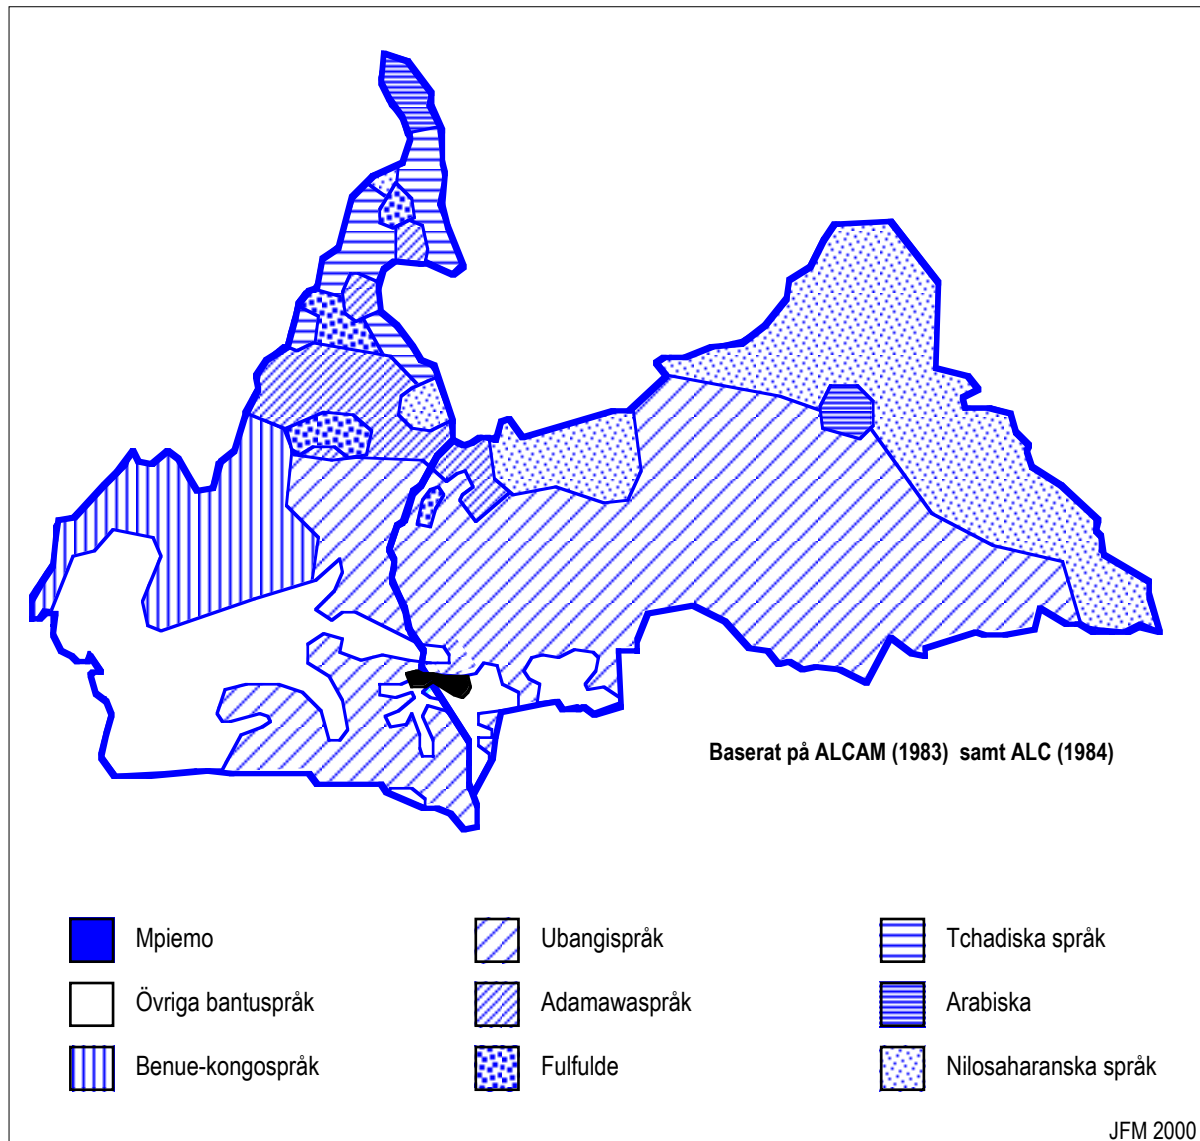 Baserat på ALCAM (1983) samt ALC (1984)
Mpiemo
Ubangispråk
Tchadiska språk
Övriga bantuspråk
Adamawaspråk
Arabiska
Benue-kongospråk
Fulfulde
Nilosaharanska språk
JFM 2000